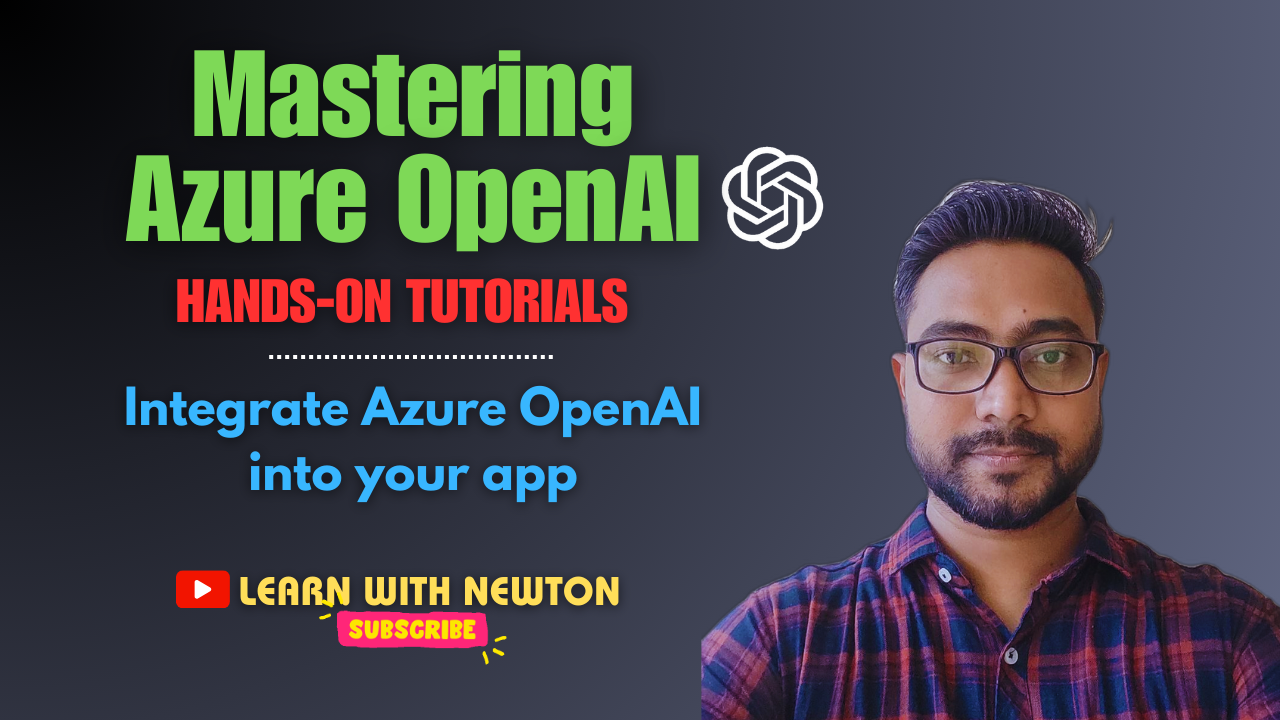 Mastering
Azure OpenAI
HANDS-ON TUTORIALS
Integrate Azure OpenAI
into your app
LEARN WITH NEWTON
SUBSCRIBE